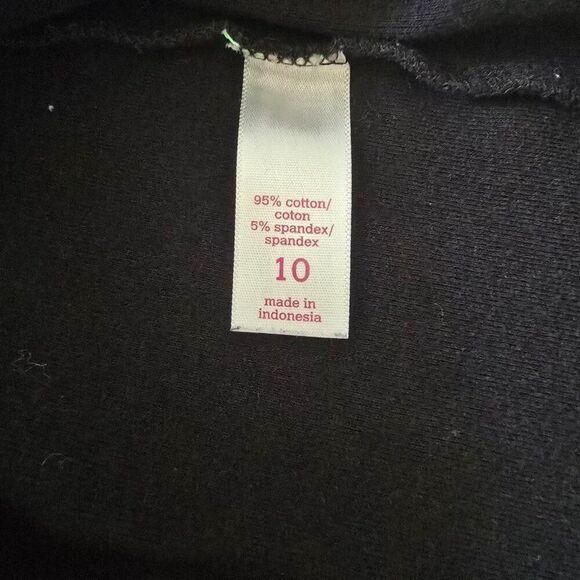 95% cotton/
coton
5% spandex/
spandex
10
made in
indonesia